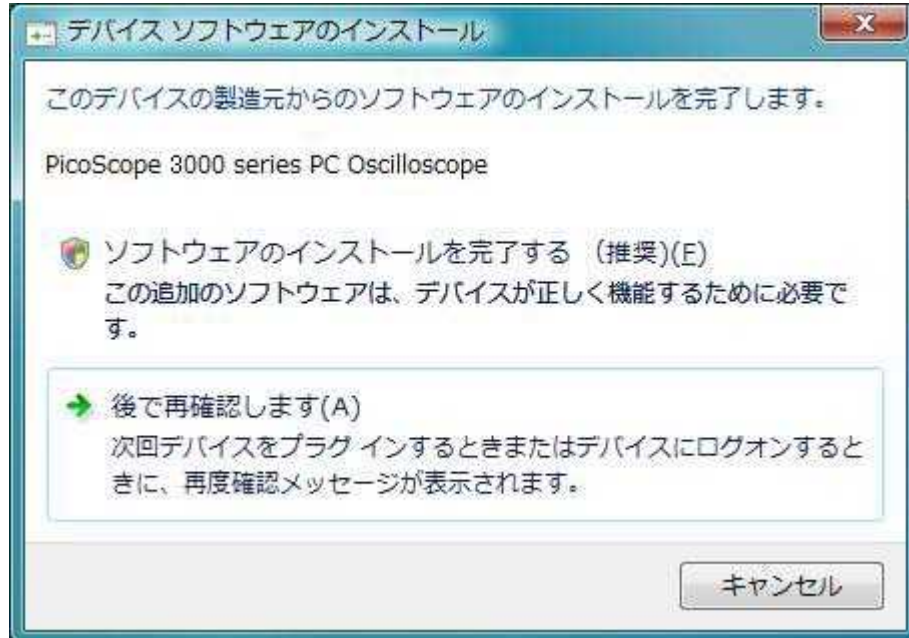 デバイス ソフトウェアのインストール
このデバイスの製造元からのソフトウェアのインストールを完了します。
PicoScope 3000 series PC Oscilloscope
ソフトウェアのインストールを完了する （推奨)(F)
この追加のソフトウェアは、デバイスが正しく機能するために必要で
す。
後で再確認します(A)
次回デバイスをプラグ インするときまたはデバイスにログオンすると
きに、再度確認メッセージが表示されます。
キャンセル